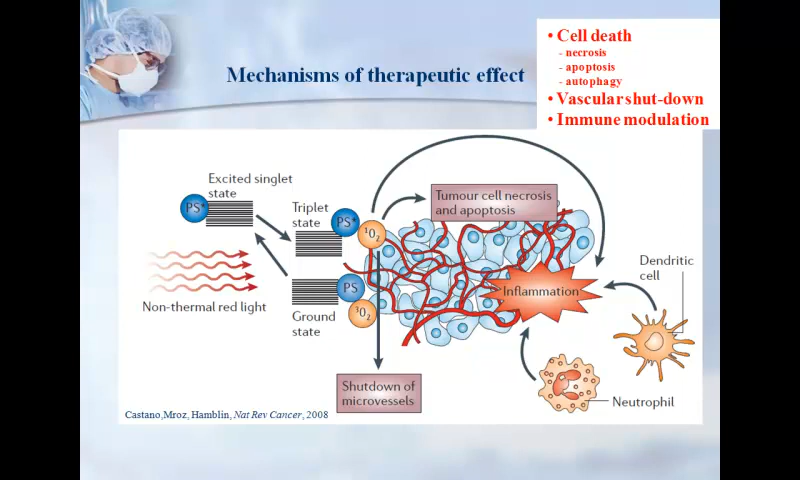 • Cell death
- necrosis
- apoptosis
- autophagy
• Vascular shut-down
• Immune modulation
Mechanisms of therapeutic effect
Excited singlet
state
PS*
Triplet
state
PS*
¹O₂
Tumour cell necrosis
and apoptosis
Dendritic
cell
Non-thermal red light
PS
³O₂
Ground
state
Inflammation
Shutdown of
microvessels
Neutrophil
Castano,Mroz, Hamblin, Nat Rev Cancer, 2008